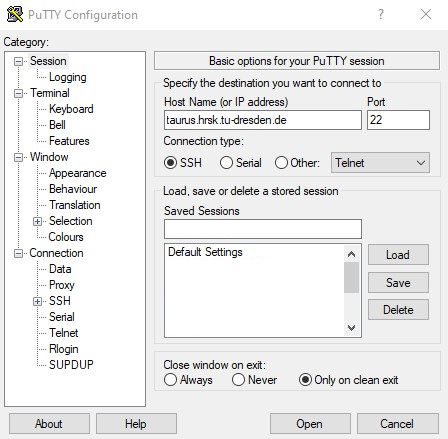 PuTTY Configuration
?
Category:
Session
Logging
Terminal
Keyboard
Bell
Features
Window
Appearance
Behaviour
Translation
Selection
Colours
Connection
Data
Proxy
SSH
Serial
Telnet
Rlogin
SUPDUP
Basic options for your PuTTY session
Specify the destination you want to connect to
Host Name (or IP address) Port
taurus.hrsk.tu-dresden.de 22
Connection type:
SSH Serial Other: Telnet
Load, save or delete a stored session
Saved Sessions
Default Settings
Load
Save
Delete
Close window on exit:
Always Never Only on clean exit
About Help Open Cancel